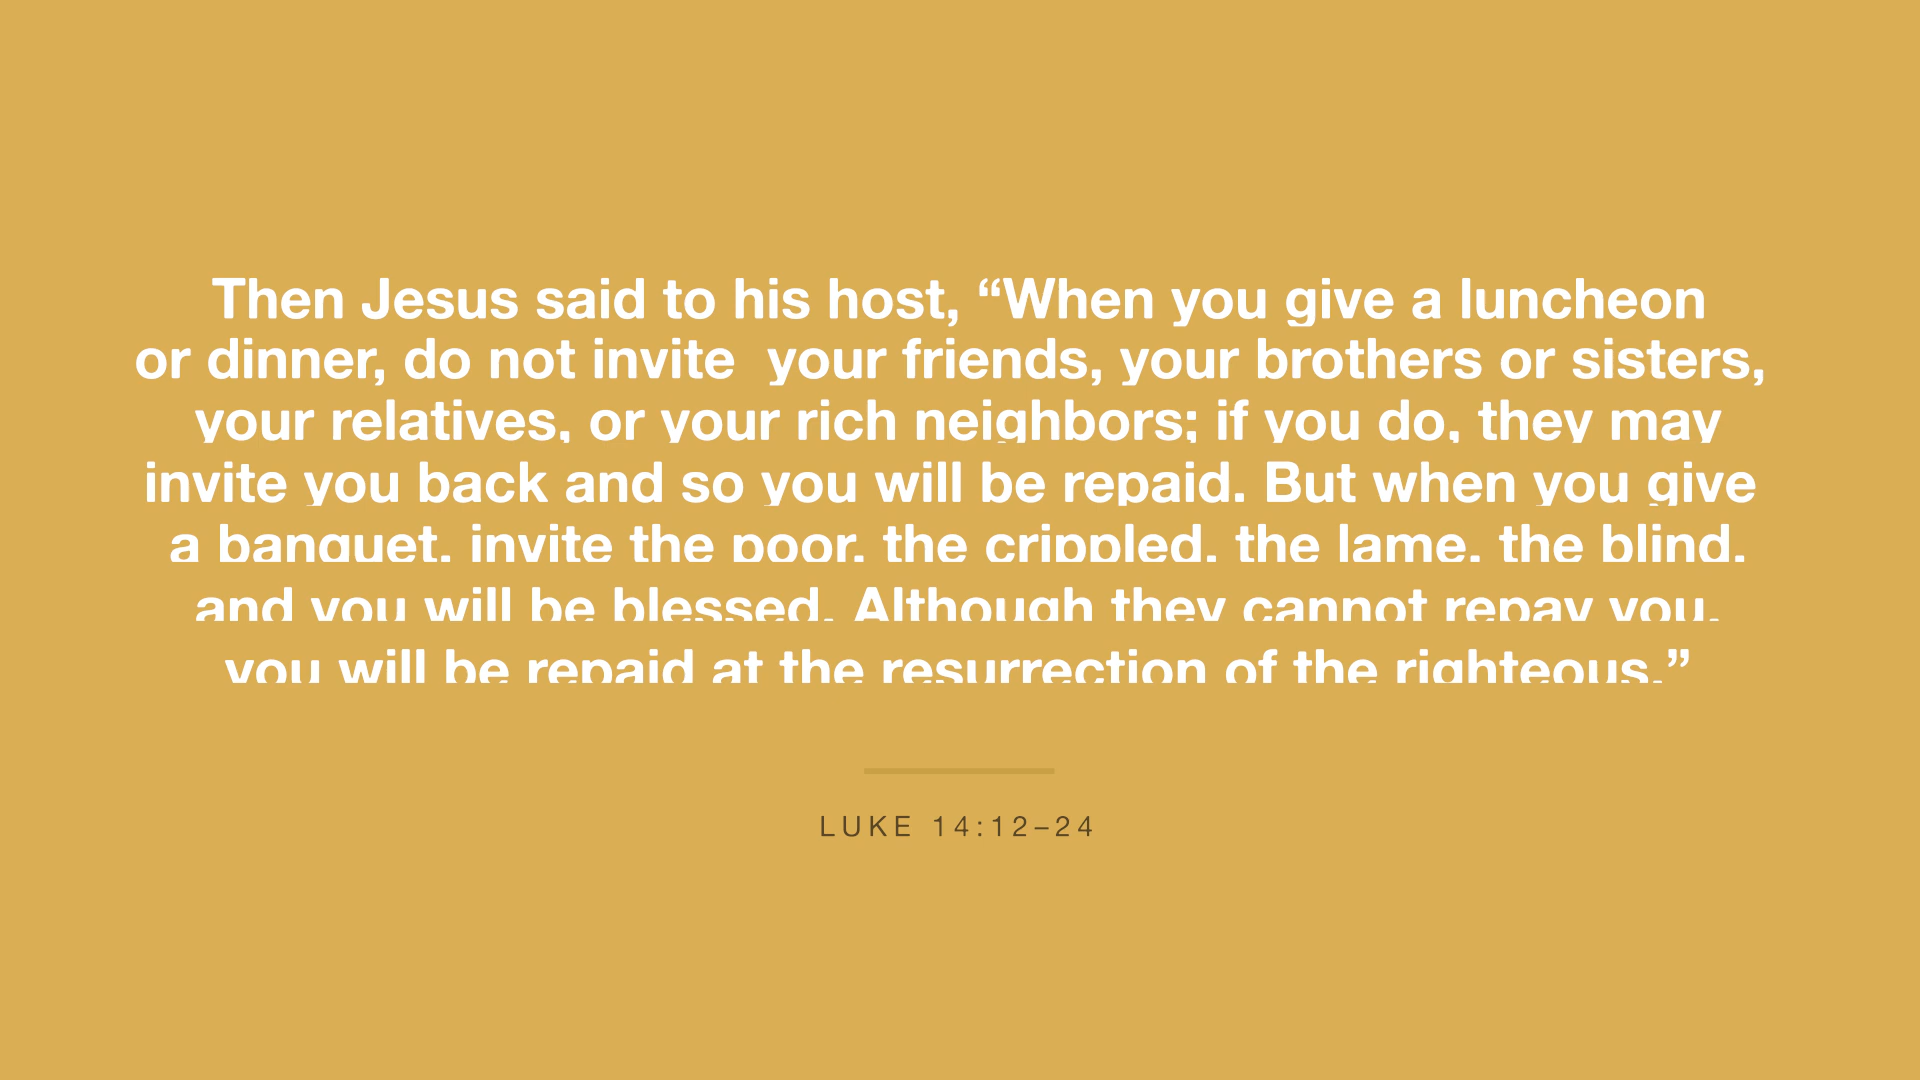 Then Jesus said to his host, “When you give a luncheon
or dinner, do not invite  your friends, your brothers or sisters,
your relatives, or your rich neighbors; if you do, they may
invite you back and so you will be repaid. But when you give
a banquet, invite the poor, the crippled, the lame, the blind,
and you will be blessed. Although they cannot repay you,
you will be repaid at the resurrection of the righteous.”
LUKE 14:12–24